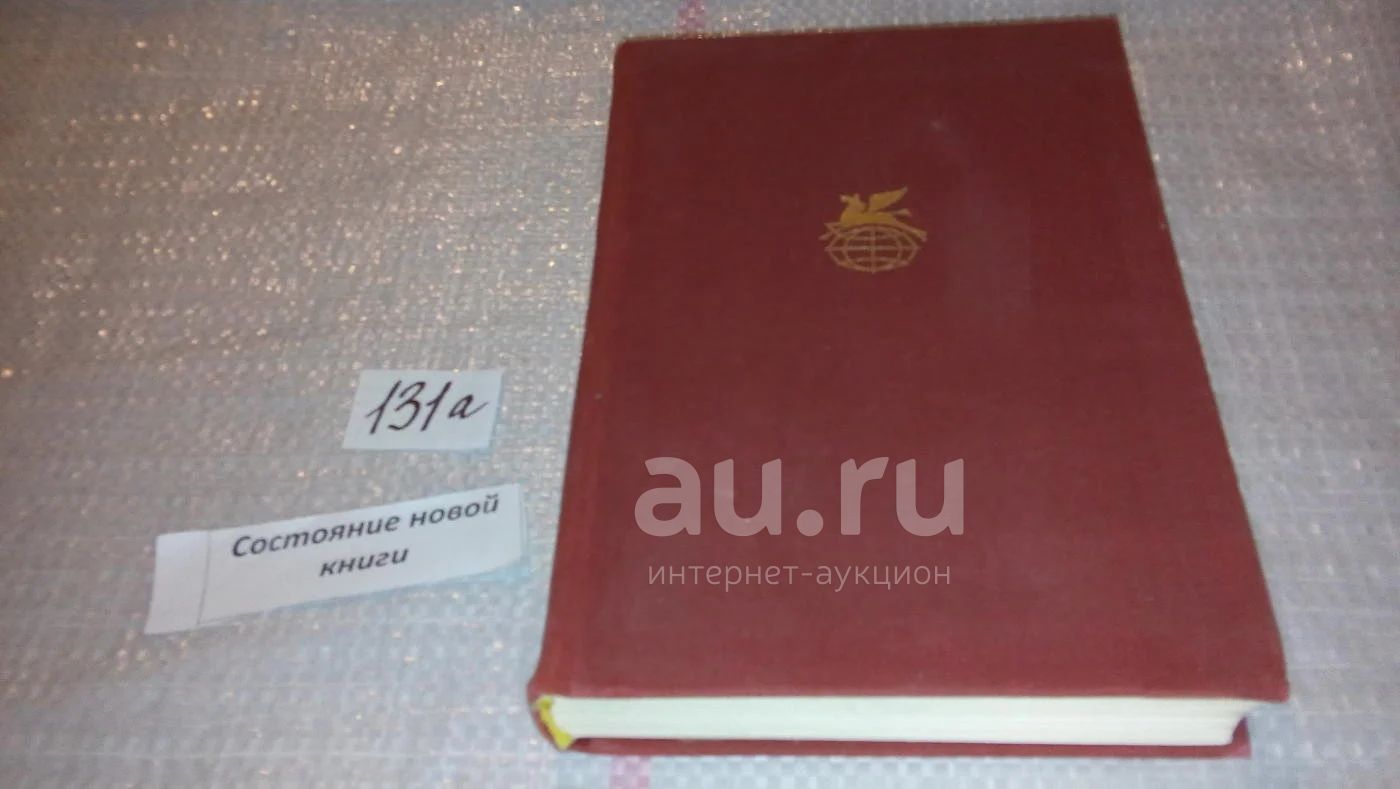 131а
Состояние новой
книги
au.ru
интернет-аукцион